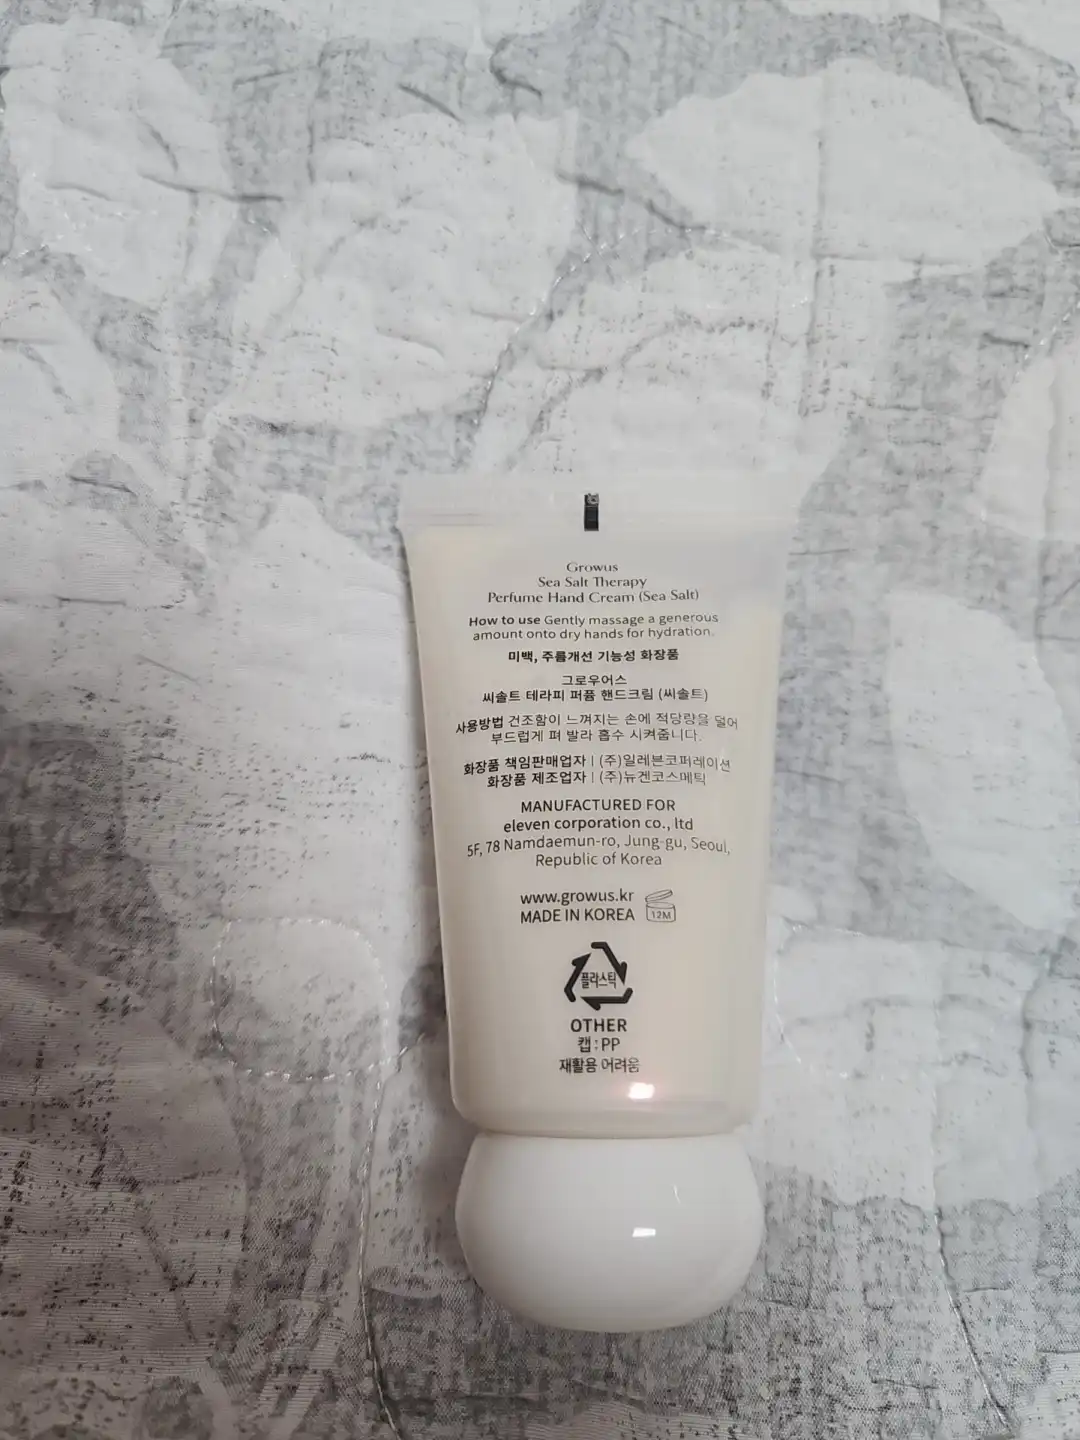 Growus
Sea Salt Therapy
Perfume Hand Cream (Sea Salt)
How to use Gently massage a generous
amount onto dry hands for hydration.
미백, 주름개선 기능성 화장품
그로우어스
씨솔트 테라피 퍼퓸 핸드크림 (씨솔트)
사용방법 건조함이 느껴지는 손에 적당량을 덜어
부드럽게 펴 발라 흡수 시켜줍니다.
화장품 책임판매업자 | (주)일레븐코퍼레이션
화장품 제조업자 | (주)뉴겐코스메틱
MANUFACTURED FOR
eleven corporation co., ltd
5F, 78 Namdaemun-ro, Jung-gu, Seoul,
Republic of Korea
www.growus.kr
MADE IN KOREA
12M
플라스틱
OTHER
캡 : PP
재활용 어려움